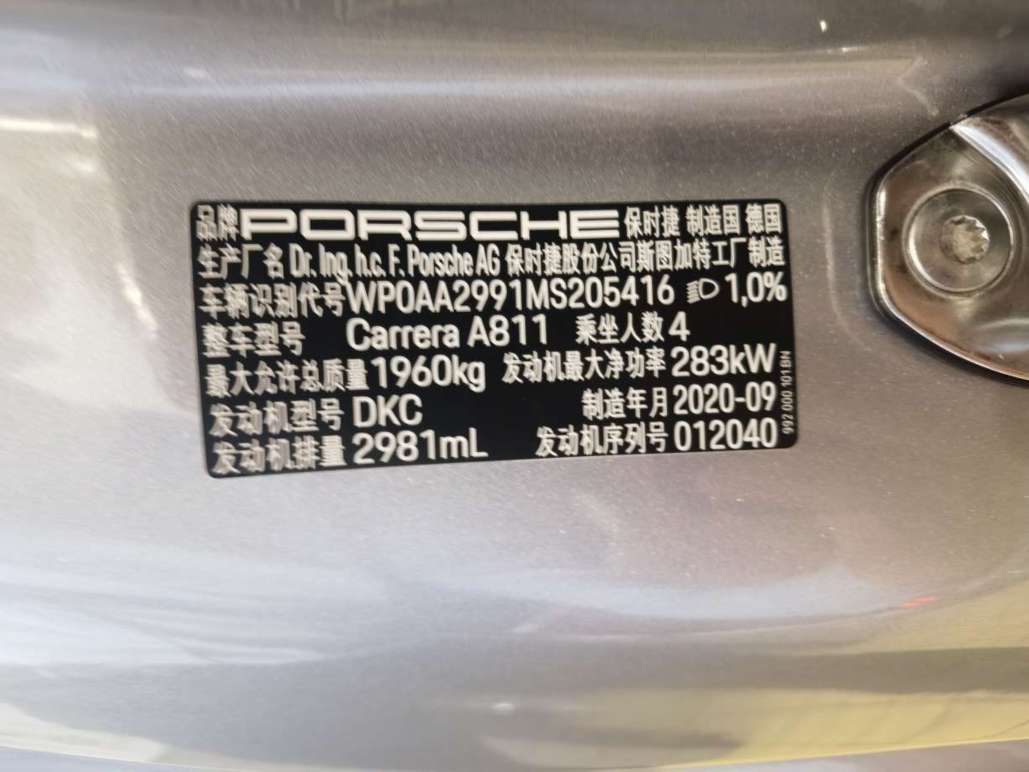 品牌 PORSCHE 保时捷 制造国 德国
生产厂名 Dr. Ing. h.c. F. Porsche AG 保时捷股份公司斯图加特工厂制造
车辆识别代号 WP0AA2991MS205416 1,0%
整车型号 Carrera A811 乘坐人数 4
最大允许总质量 1960kg 发动机最大净功率 283kW
发动机型号 DKC 制造年月 2020-09
发动机排量 2981mL 发动机序列号 012040
992 000 101 BN